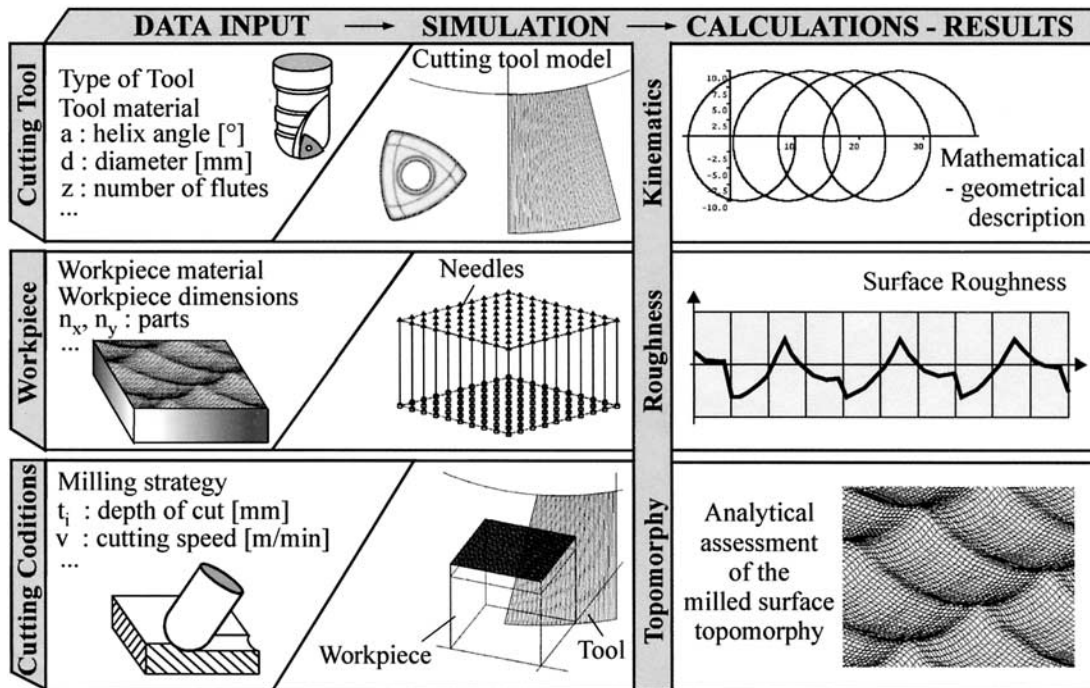 DATA INPUT
SIMULATION
CALCULATIONS - RESULTS
Cutting Tool
Type of Tool
Tool material
a : helix angle [°]
d : diameter [mm]
z : number of flutes
...
Cutting tool model
Kinematics
10.0
7.5
5.0
2.5
-2.5
-5.0
-7.5
-10.0
10
20
30
Mathematical
- geometrical
description
Workpiece
Workpiece material
Workpiece dimensions
nx, ny : parts
...
Needles
Roughness
Surface Roughness
Cutting Coditions
Milling strategy
ti : depth of cut [mm]
v : cutting speed [m/min]
...
Workpiece
Tool
Topomorphy
Analytical
assessment
of the
milled surface
topomorphy